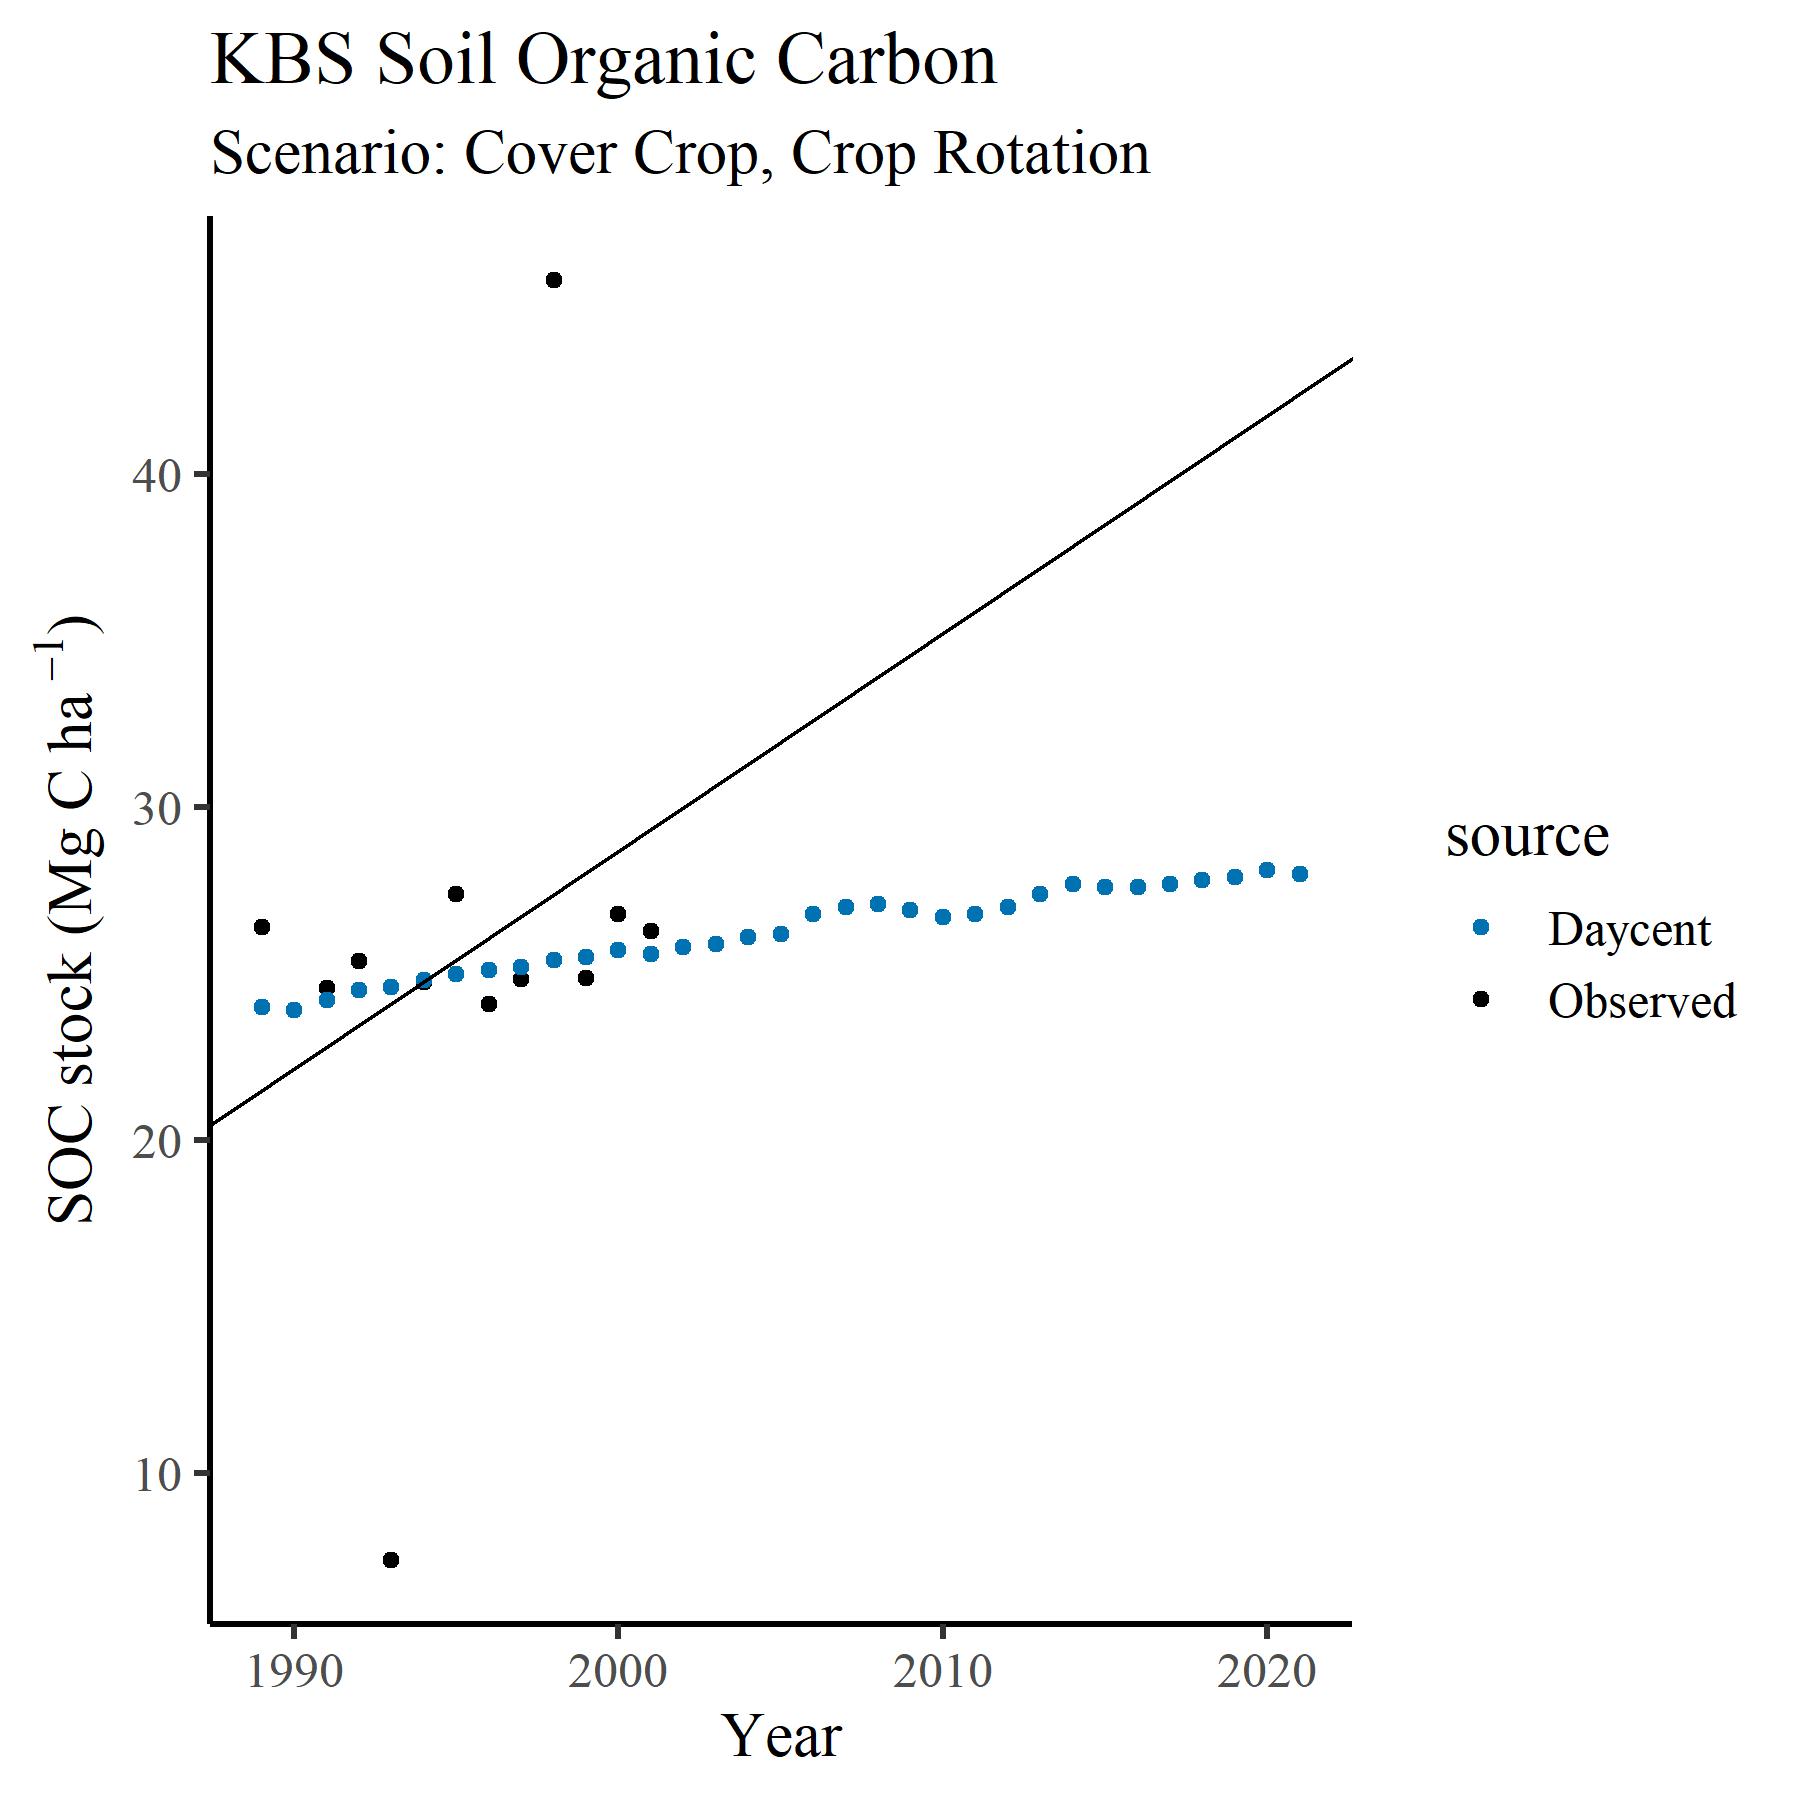 KBS Soil Organic Carbon
Scenario: Cover Crop, Crop Rotation
SOC stock (Mg C ha⁻¹)
40
30
20
10
1990
2000
2010
2020
Year
source
Daycent
Observed